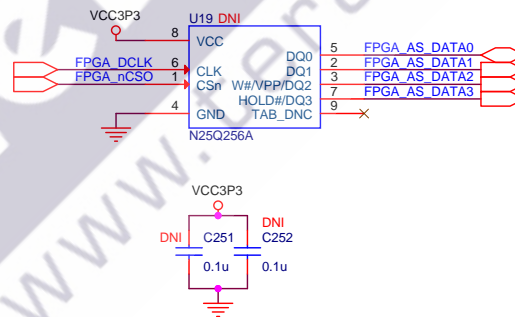 VCC3P3
U19 DNI
8 VCC
FPGA_DCLK 6 CLK
FPGA_nCSO 1 CSn
4 GND
DQ0 5 FPGA_AS_DATA0
DQ1 2 FPGA_AS_DATA1
W#/VPP/DQ2 3 FPGA_AS_DATA2
HOLD#/DQ3 7 FPGA_AS_DATA3
TAB_DNC 9
N25Q256A
VCC3P3
DNI C251 0.1u
DNI C252 0.1u
www.tera